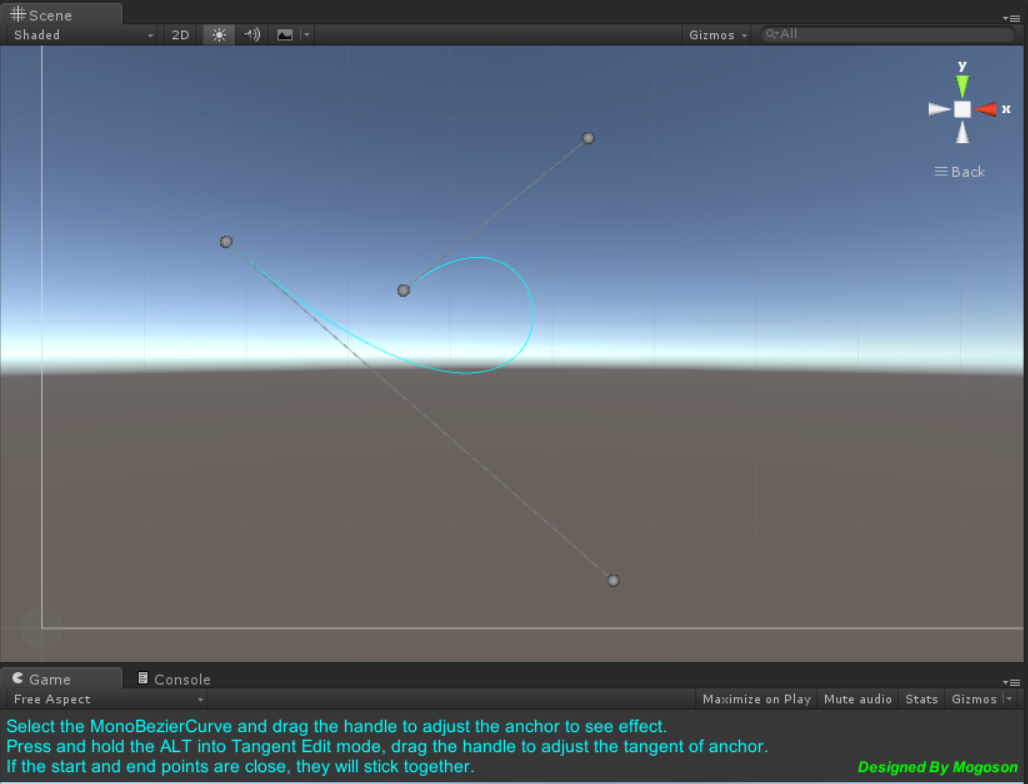 Scene
Shaded 2D Gizmos All
y
x
Back
Game Console
Free Aspect Maximize on Play Mute audio Stats Gizmos
Select the MonoBezierCurve and drag the handle to adjust the anchor to see effect.
Press and hold the ALT into Tangent Edit mode, drag the handle to adjust the tangent of anchor.
If the start and end points are close, they will stick together.
Designed By Mogoson